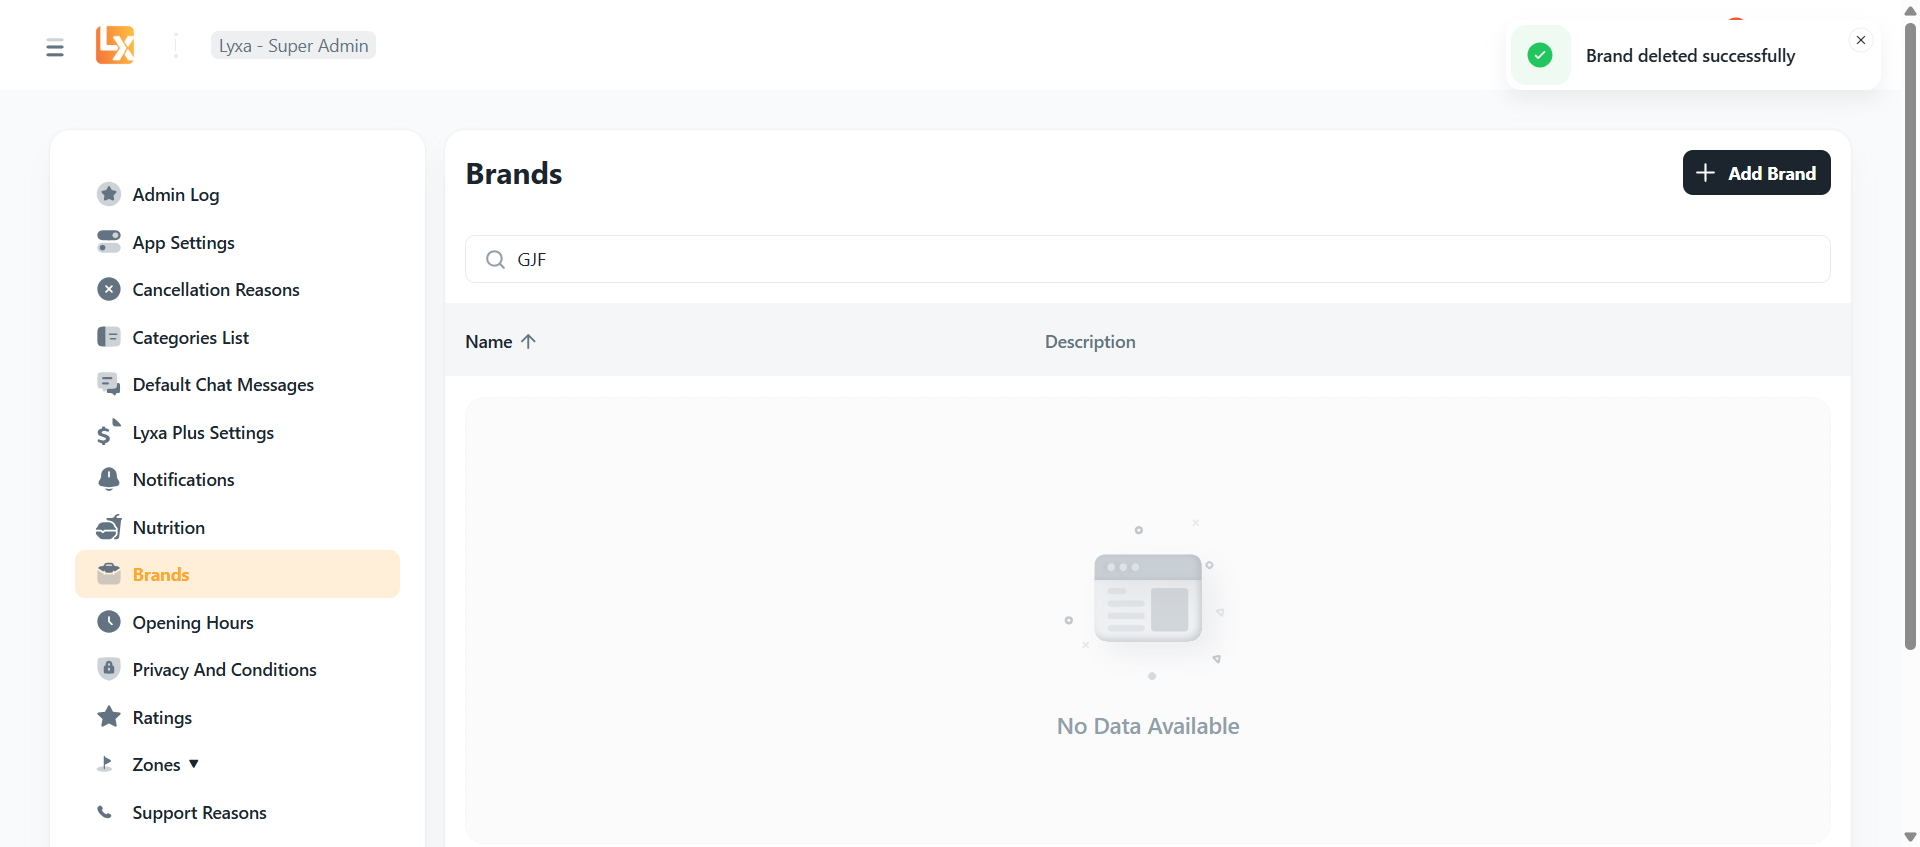 LX
Lyxa - Super Admin
Brand deleted successfully
Admin Log
App Settings
Cancellation Reasons
Categories List
Default Chat Messages
Lyxa Plus Settings
Notifications
Nutrition
Brands
Opening Hours
Privacy And Conditions
Ratings
Zones
Support Reasons
Brands
Add Brand
GJF
Name
Description
No Data Available